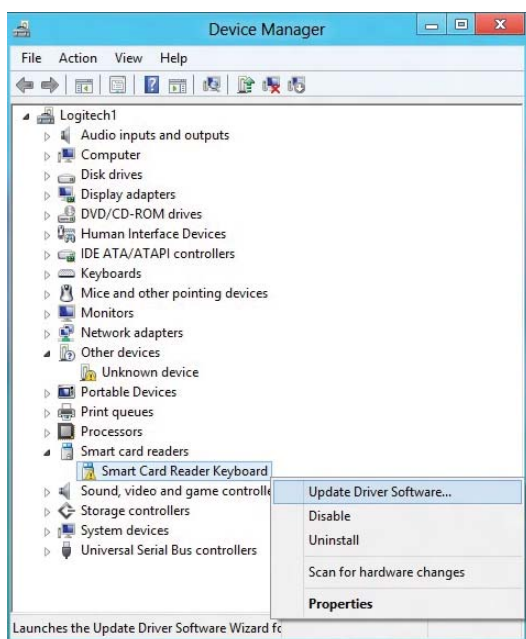 Device Manager
File Action View Help
Logitech1
Audio inputs and outputs
Computer
Disk drives
Display adapters
DVD/CD-ROM drives
Human Interface Devices
IDE ATA/ATAPI controllers
Keyboards
Mice and other pointing devices
Monitors
Network adapters
Other devices
Unknown device
Portable Devices
Print queues
Processors
Smart card readers
Smart Card Reader Keyboard
Sound, video and game controlle
Storage controllers
System devices
Universal Serial Bus controllers
Update Driver Software...
Disable
Uninstall
Scan for hardware changes
Properties
Launches the Update Driver Software Wizard fo